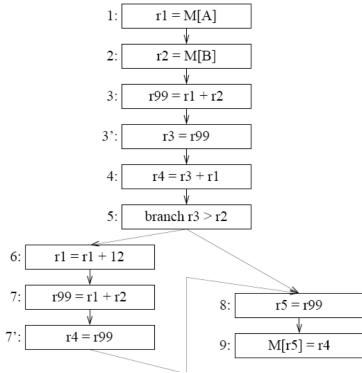 1: r1 = M[A]
2: r2 = M[B]
3: r99 = r1 + r2
3': r3 = r99
4: r4 = r3 + r1
5: branch r3 > r2
6: r1 = r1 + 12
7: r99 = r1 + r2
7': r4 = r99
8: r5 = r99
9: M[r5] = r4